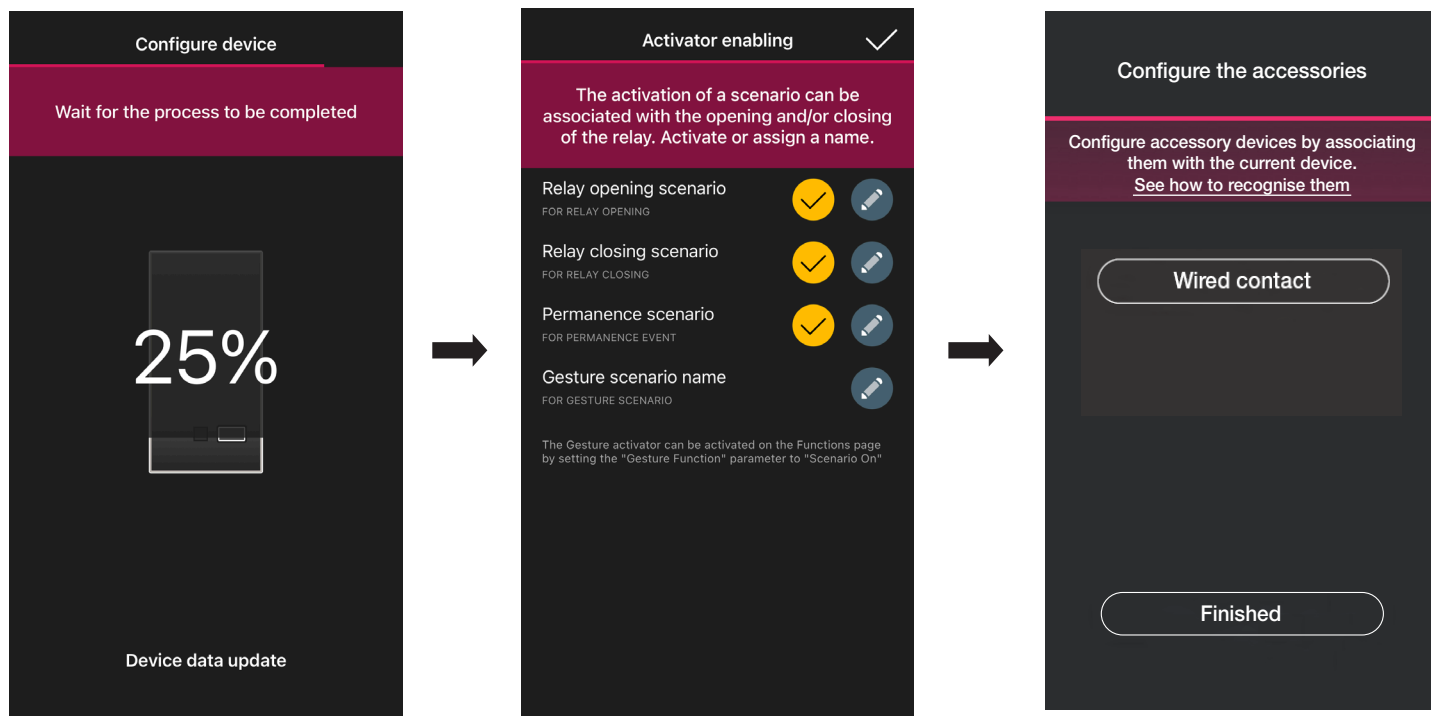 Configure device
Wait for the process to be completed
25%
Device data update
Activator enabling
The activation of a scenario can be
associated with the opening and/or closing
of the relay. Activate or assign a name.
Relay opening scenario
FOR RELAY OPENING
Relay closing scenario
FOR RELAY CLOSING
Permanence scenario
FOR PERMANENCE EVENT
Gesture scenario name
FOR GESTURE SCENARIO
The Gesture activator can be activated on the Functions page
by setting the "Gesture Function" parameter to "Scenario On"
Configure the accessories
Configure accessory devices by associating
them with the current device.
See how to recognise them
Wired contact
Finished